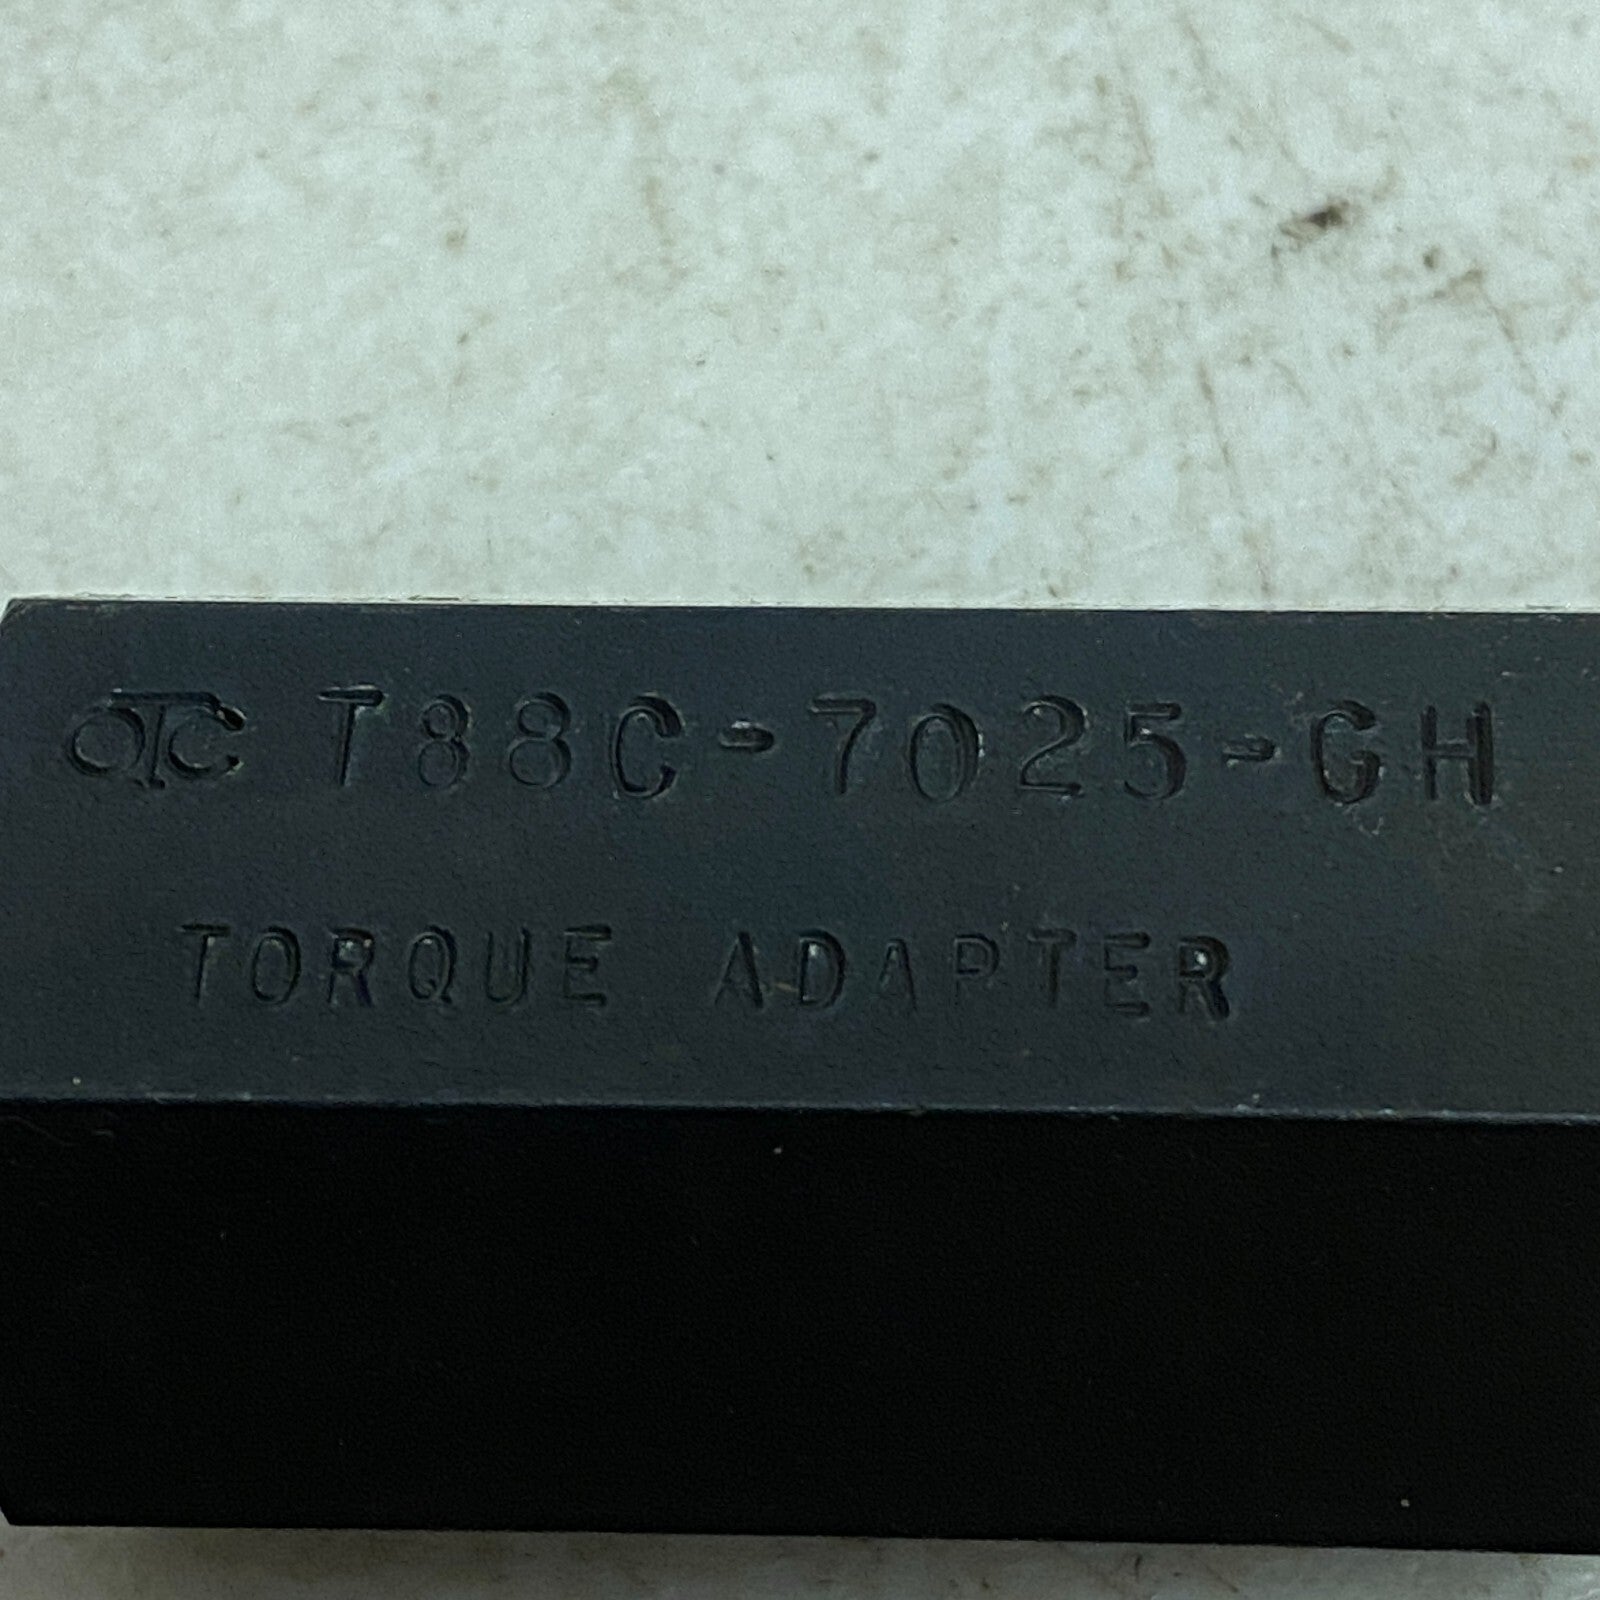 OTC T88C-7025-GH
TORQUE ADAPTER